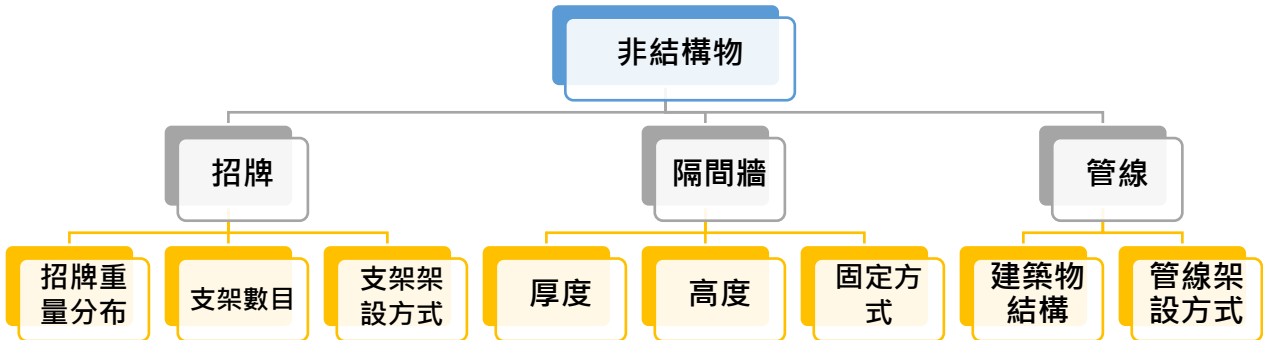 非結構物
招牌
隔間牆
管線
招牌重
量分布
支架數目
支架架
設方式
厚度
高度
固定方
式
建築物
結構
管線架
設方式